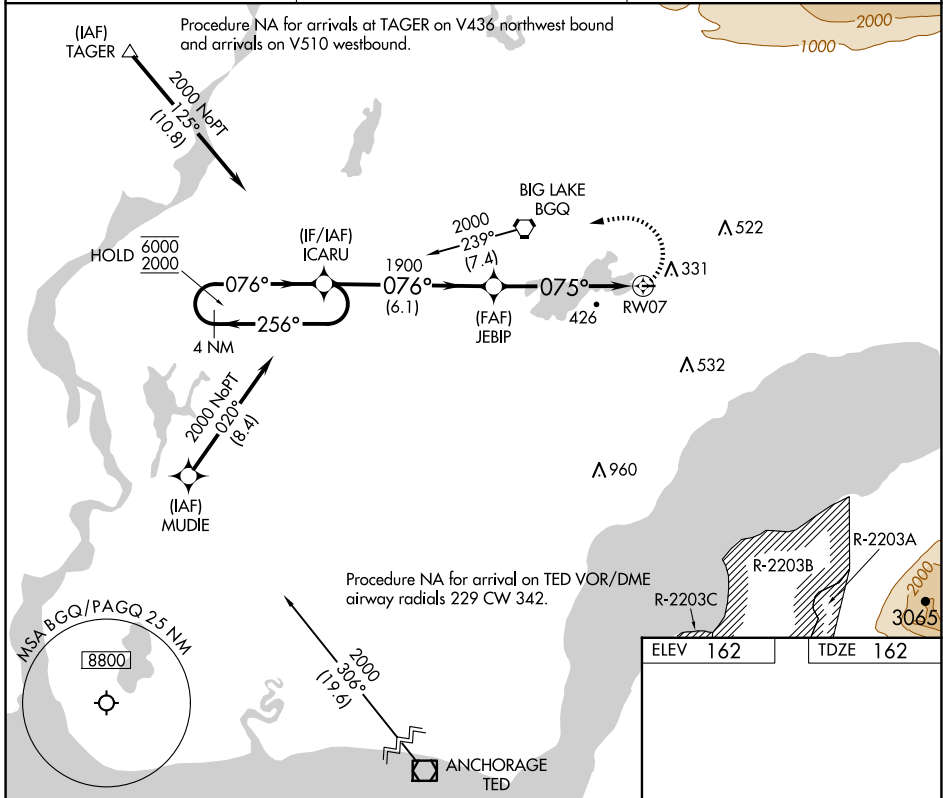 Procedure NA for arrivals at TAGER on V436 northwest bound
and arrivals on V510 westbound.
2000
1000
(IAF)
TAGER
2000 NoPT
125°
(10.8)
BIG LAKE
BGQ
2000
239°
(7.4)
522
HOLD
6000
2000
(IF/IAF)
ICARU
331
076°
1900
076°
(6.1)
075°
RW07
256°
4 NM
(FAF)
JEBIP
426
2000 NoPT
020°
(8.4)
532
(IAF)
MUDIE
960
R-2203A
R-2203B
R-2203C
2000
3065
Procedure NA for arrival on TED VOR/DME
airway radials 229 CW 342.
MSA BGQ/PAGQ 25 NM
8800
2000
306°
(19.6)
ANCHORAGE
TED
ELEV 162
TDZE 162